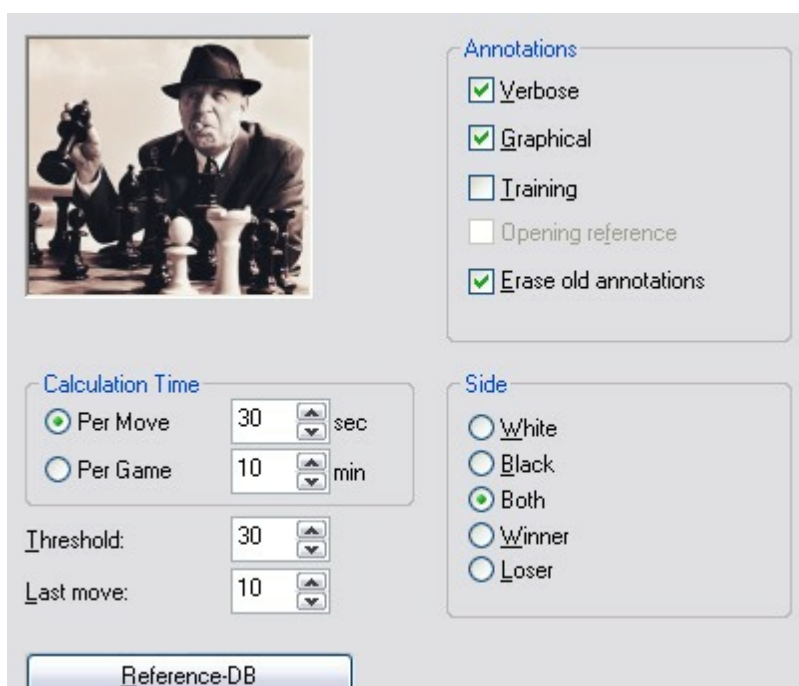 Annotations
Verbose
Graphical
Training
Opening reference
Erase old annotations
Calculation Time
Per Move 30 sec
Per Game 10 min
Threshold: 30
Last move: 10
Side
White
Black
Both
Winner
Loser
Reference-DB